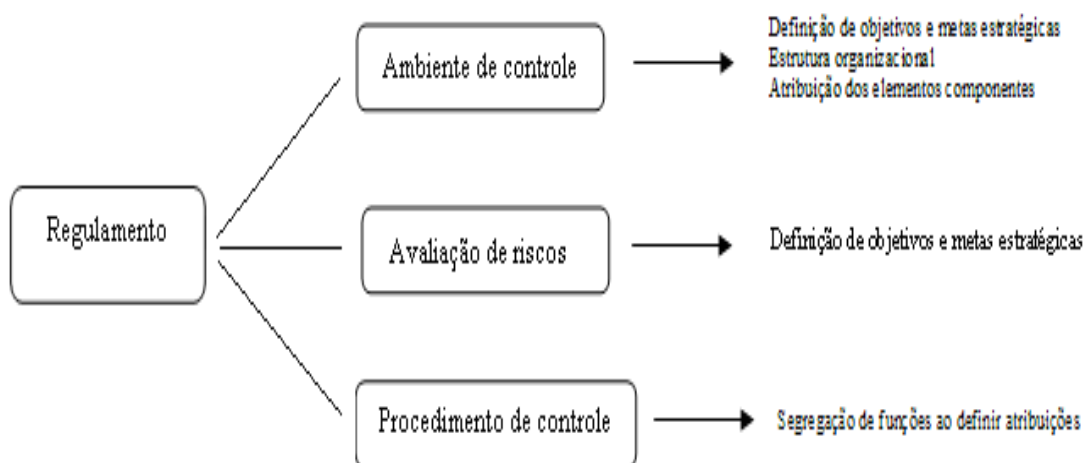 Regulamento
Ambiente de controle
Definição de objetivos e metas estratégicas
Estrutura organizacional
Atribuição dos elementos componentes
Avaliação de riscos
Definição de objetivos e metas estratégicas
Procedimento de controle
Segregação de funções ao definir atribuições